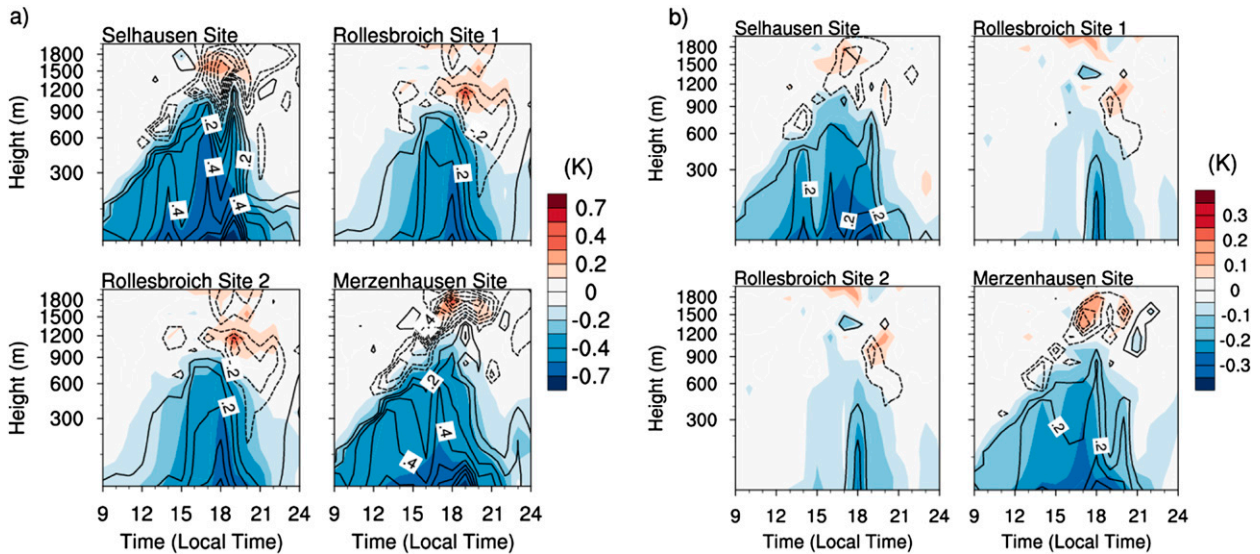 a)
Selhausen Site
Rollesbroich Site 1
Height (m)
1800
1500
1200
900
600
300
.2
.4
.2
.4
.4
.2
.2
Rollesbroich Site 2
Merzenhausen Site
Height (m)
1800
1500
1200
900
600
300
.2
.2
.4
.2
.4
.4
9 12 15 18 21 24
9 12 15 18 21 24
Time (Local Time)
Time (Local Time)
(K)
0.7
0.4
0.2
0
-0.2
-0.4
-0.7
b)
Selhausen Site
Rollesbroich Site 1
Height (m)
1800
1500
1200
900
600
300
.2
.2
.2
Rollesbroich Site 2
Merzenhausen Site
Height (m)
1800
1500
1200
900
600
300
.2
.2
9 12 15 18 21 24
9 12 15 18 21 24
Time (Local Time)
Time (Local Time)
(K)
0.3
0.2
0.1
0
-0.1
-0.2
-0.3